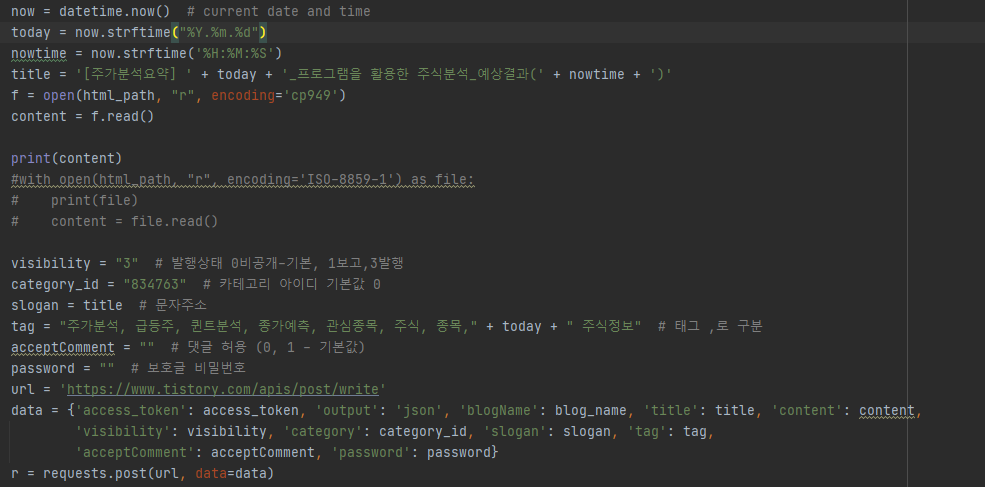 now = datetime.now()  # current date and time
today = now.strftime("%Y.%m.%d")
nowtime = now.strftime('%H:%M:%S')
title = '[주가분석요약] ' + today + '_프로그램을 활용한 주식분석_예상결과(' + nowtime + ')'
f = open(html_path, "r", encoding='cp949')
content = f.read()
print(content)
#with open(html_path, "r", encoding='ISO-8859-1') as file:
#    print(file)
#    content = file.read()
visibility = "3"  # 발행상태 0비공개-기본, 1보고,3발행
category_id = "834763"  # 카테고리 아이디 기본값 0
slogan = title  # 문자주소
tag = "주가분석, 급등주, 퀀트분석, 종가예측, 관심종목, 주식, 종목," + today + " 주식정보"  # 태그 ,로 구분
acceptComment = ""  # 댓글 허용 (0, 1 - 기본값)
password = ""  # 보호글 비밀번호
url = 'https://www.tistory.com/apis/post/write'
data = {'access_token': access_token, 'output': 'json', 'blogName': blog_name, 'title': title, 'content': content,
        'visibility': visibility, 'category': category_id, 'slogan': slogan, 'tag': tag,
        'acceptComment': acceptComment, 'password': password}
r = requests.post(url, data=data)